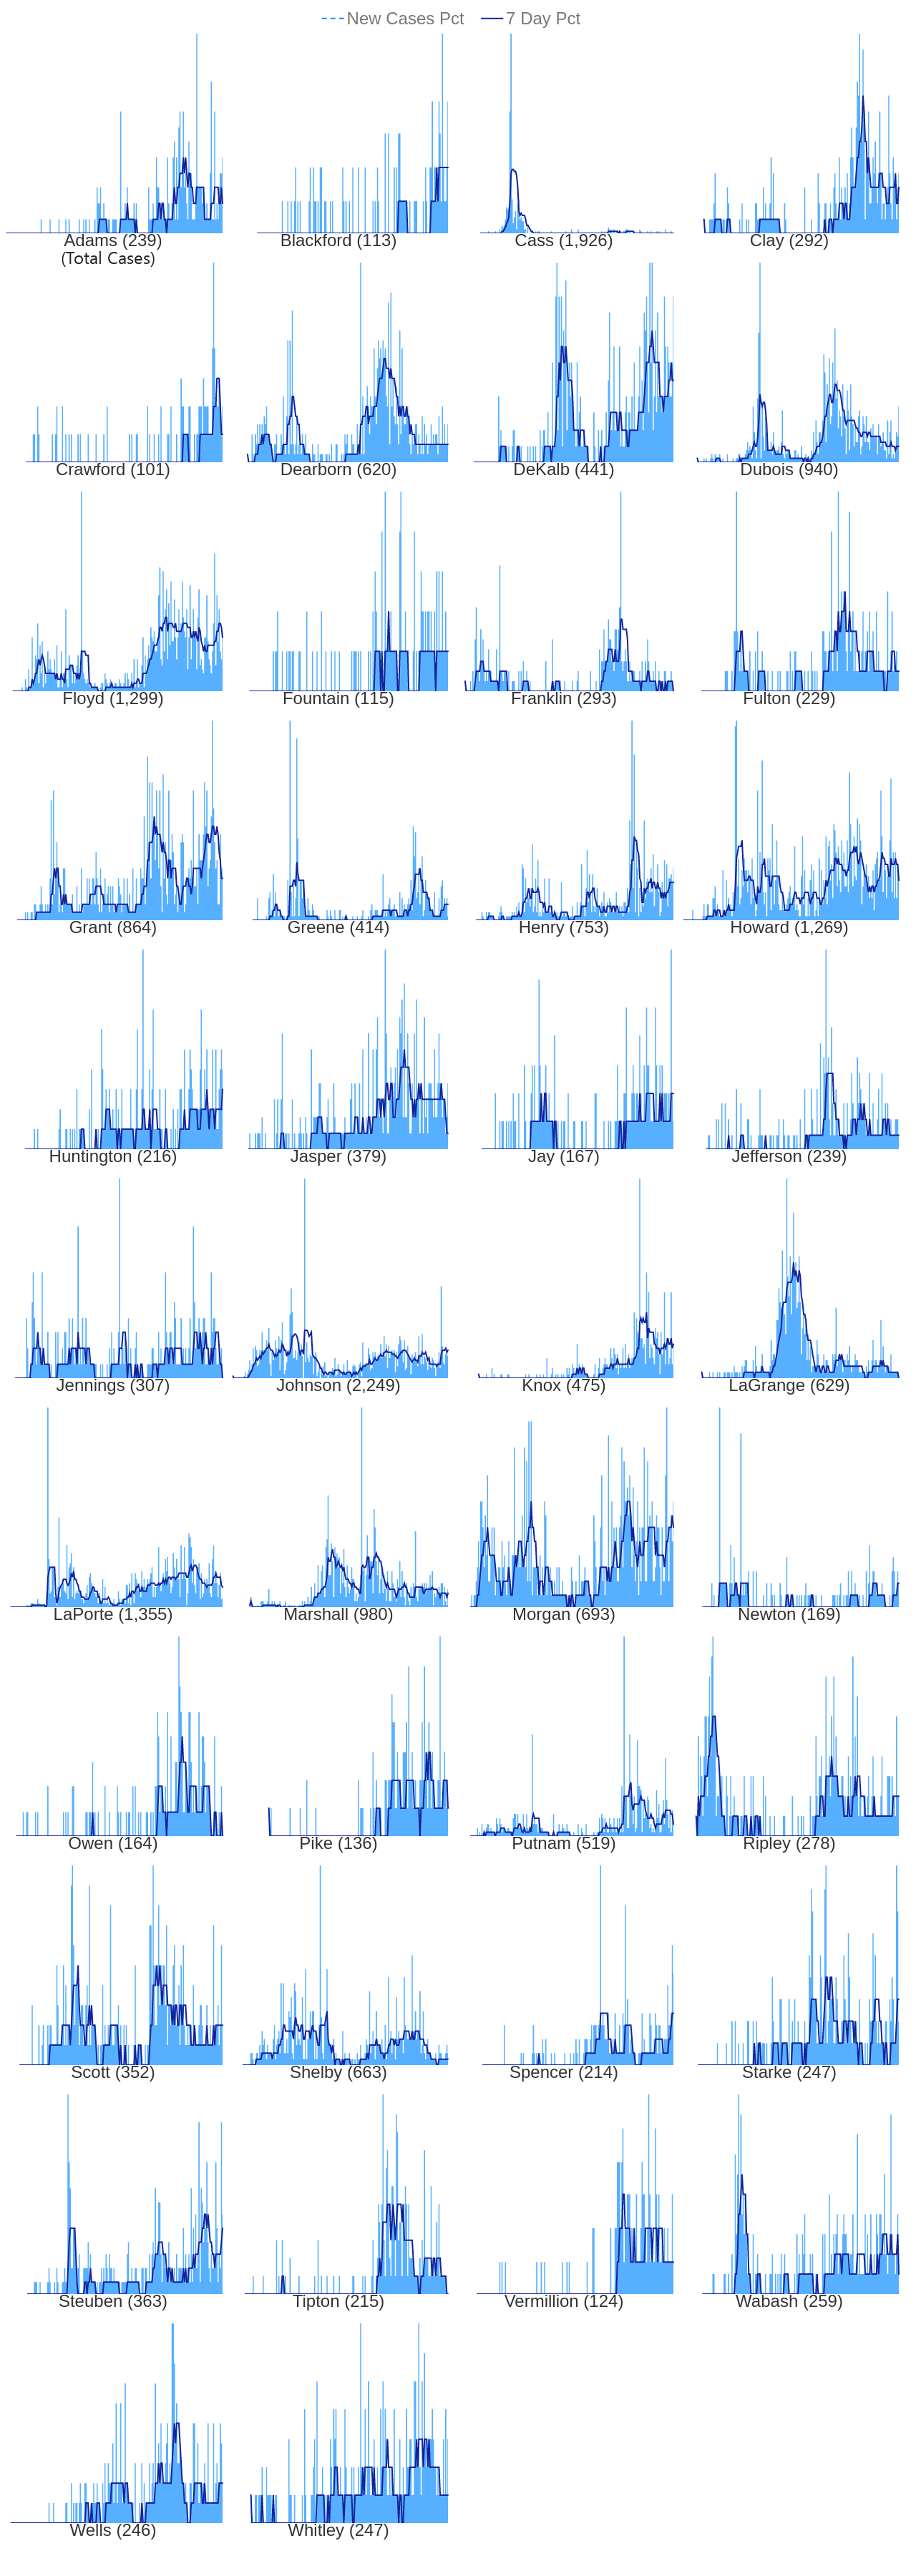 New Cases Pct 7 Day Pct
Adams (239) Blackford (113) Cass (1,926) Clay (292)
(Total Cases)
Crawford (101) Dearborn (620) DeKalb (441) Dubois (940)
Floyd (1,299) Fountain (115) Franklin (293) Fulton (229)
Grant (864) Greene (414) Henry (753) Howard (1,269)
Huntington (216) Jasper (379) Jay (167) Jefferson (239)
Jennings (307) Johnson (2,249) Knox (475) LaGrange (629)
LaPorte (1,355) Marshall (980) Morgan (693) Newton (169)
Owen (164) Pike (136) Putnam (519) Ripley (278)
Scott (352) Shelby (663) Spencer (214) Starke (247)
Steuben (363) Tipton (215) Vermillion (124) Wabash (259)
Wells (246) Whitley (247)